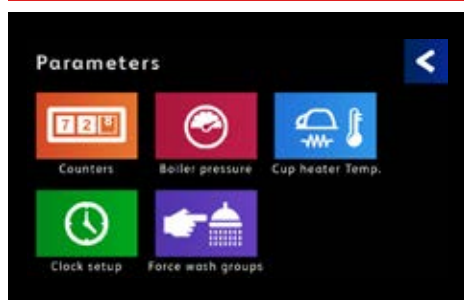 Parameters
728
Counters
Boiler pressure
Cup heater Temp.
Clock setup
Force wash groups